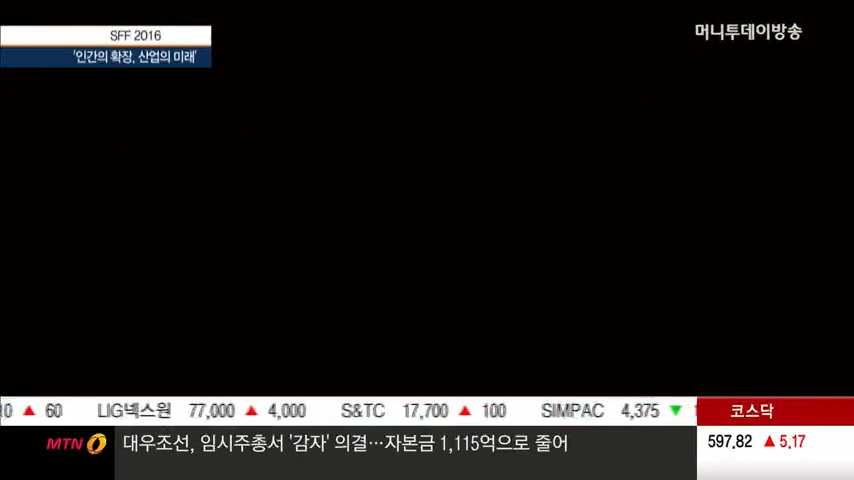 SFF 2016
'인간의 확장, 산업의 미래'
머니투데이방송
0 ▲ 60 LIG넥스원 77,000 ▲ 4,000 S&TC 17,700 ▲ 100 SIMPAC 4,375 ▼
코스닥
MTN
대우조선, 임시주총서 '감자' 의결…자본금 1,115억으로 줄어
597.82 ▲ 5.17